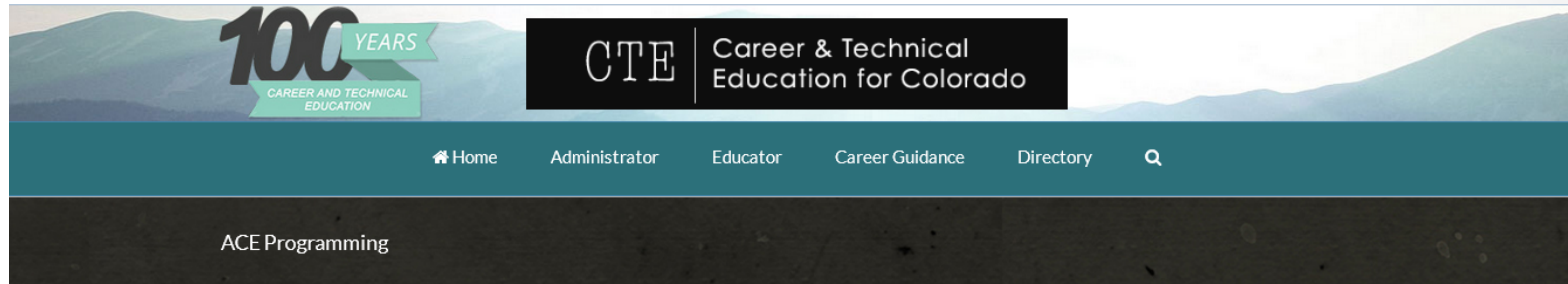 100 YEARS
CAREER AND TECHNICAL
EDUCATION
CTE
Career & Technical
Education for Colorado
Home Administrator Educator Career Guidance Directory
ACE Programming